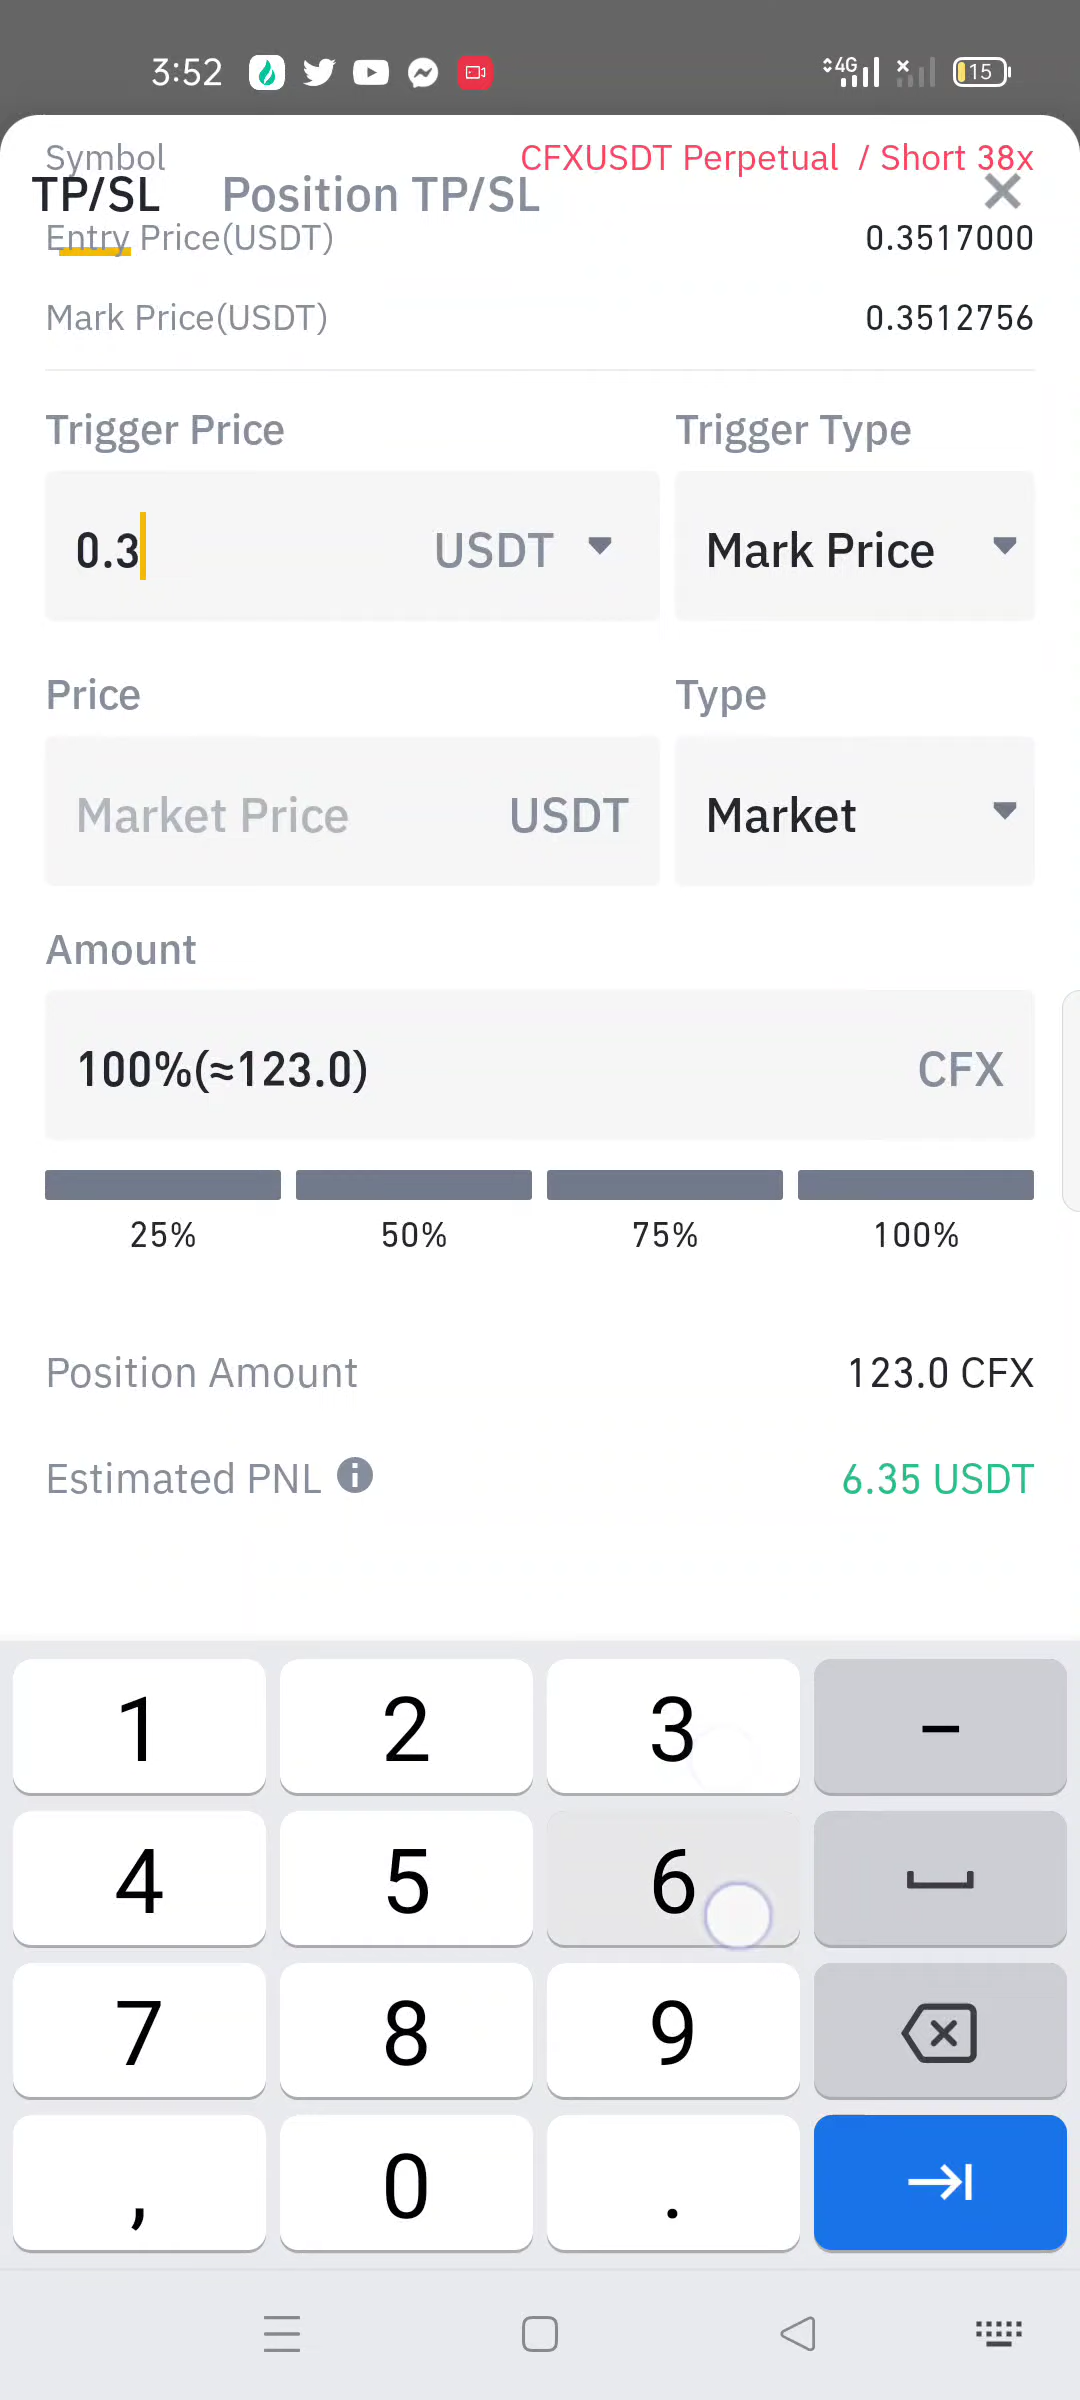 3:52 4G 15
Symbol CFXUSDT Perpetual / Short 38x
TP/SL Position TP/SL
Entry Price(USDT) 0.3517000
Mark Price(USDT) 0.3512756
Trigger Price Trigger Type
0.3 USDT Mark Price
Price Type
Market Price USDT Market
Amount
100%(≈123.0) CFX
25% 50% 75% 100%
Position Amount 123.0 CFX
Estimated PNL 6.35 USDT
1 2 3 –
4 5 6
7 8 9
, 0 .